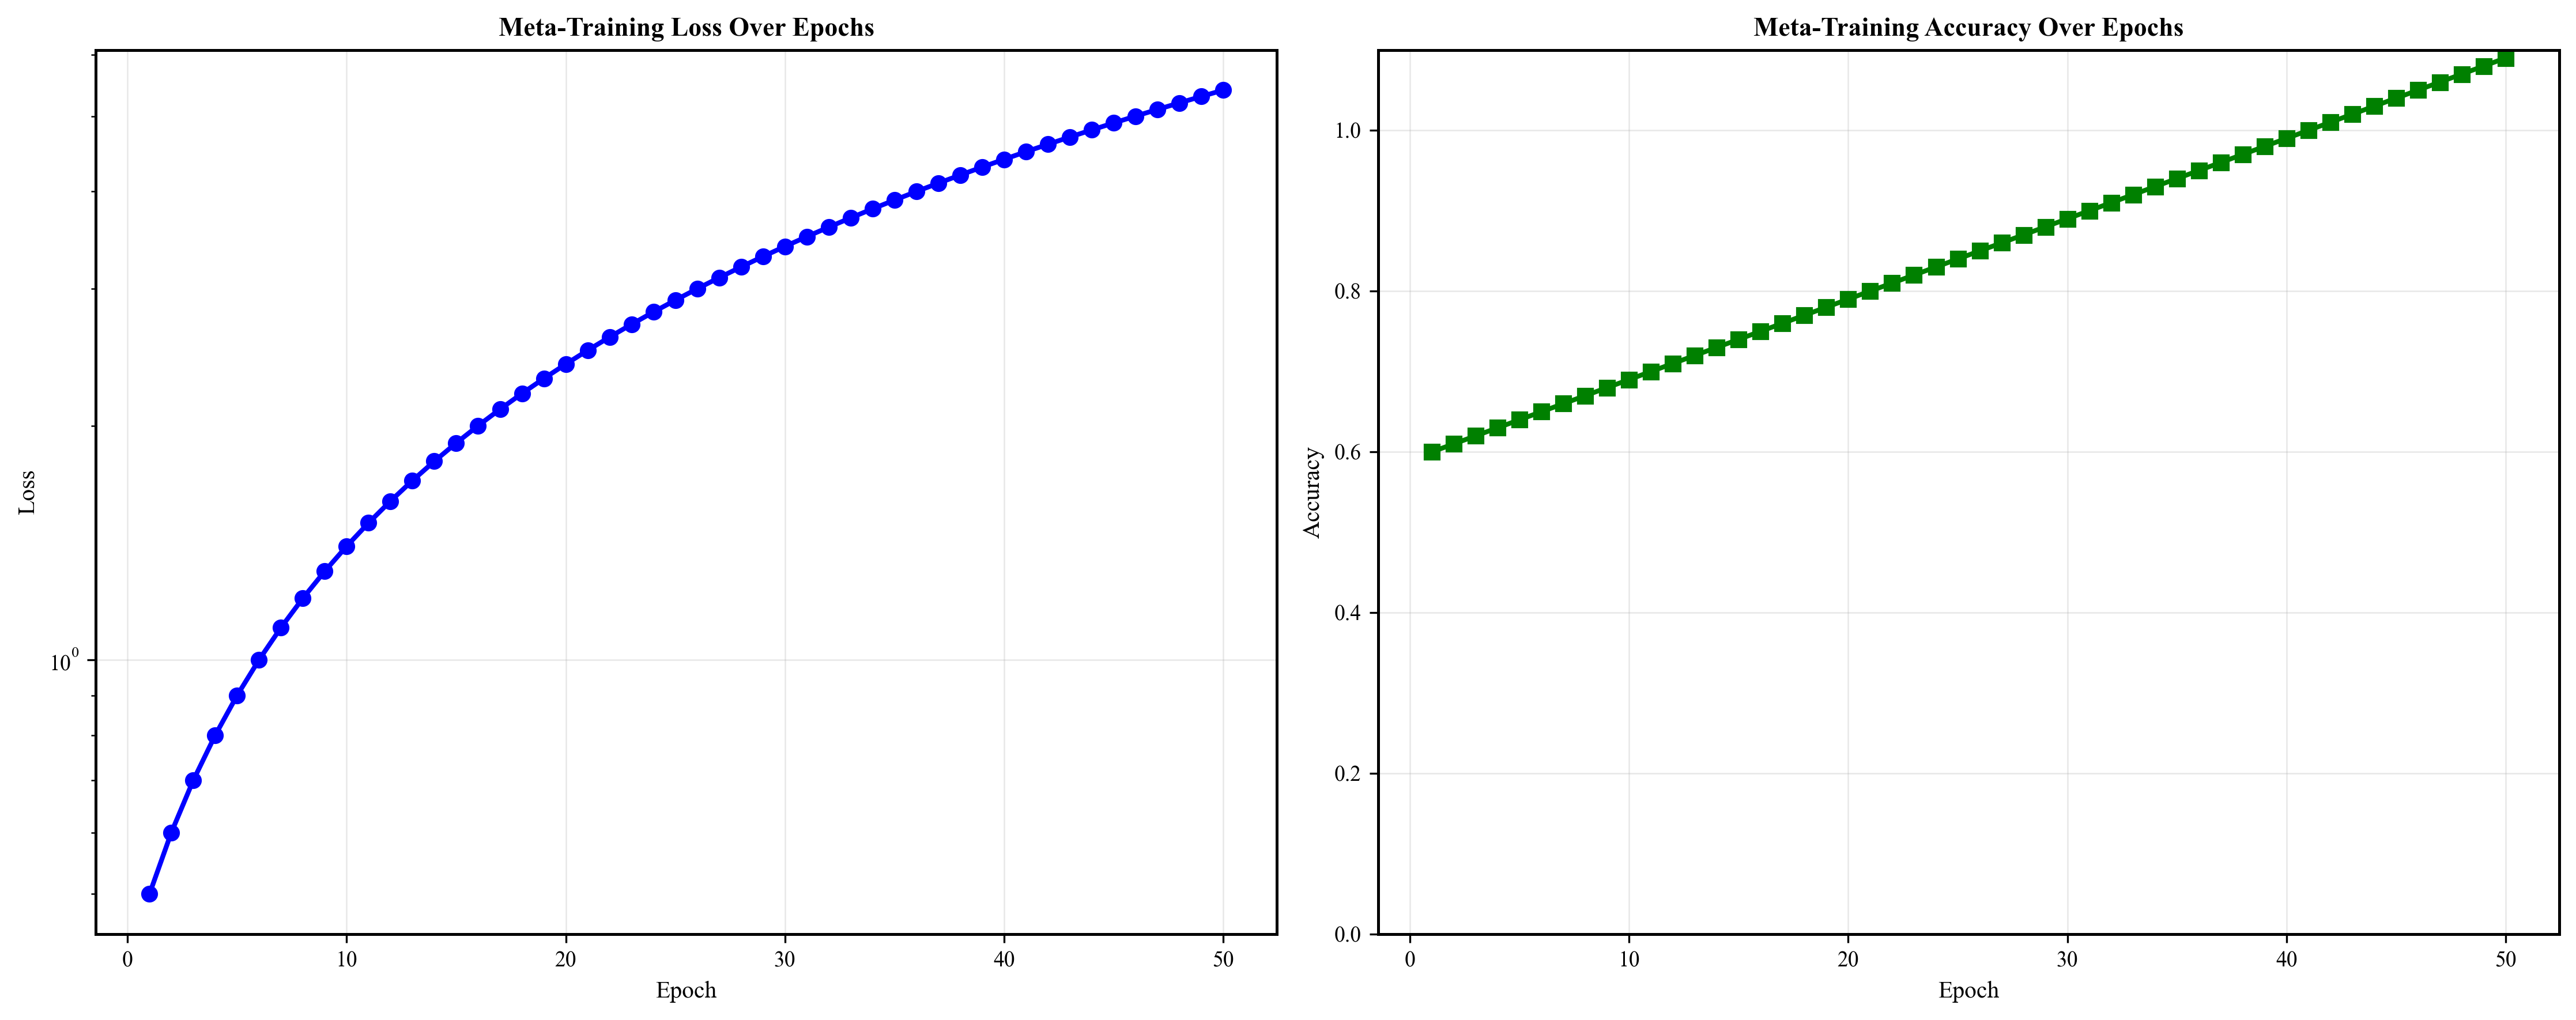 Meta-Training Loss Over Epochs
Loss
10⁰
0 10 20 30 40 50
Epoch
Meta-Training Accuracy Over Epochs
Accuracy
1.0
0.8
0.6
0.4
0.2
0.0
0 10 20 30 40 50
Epoch